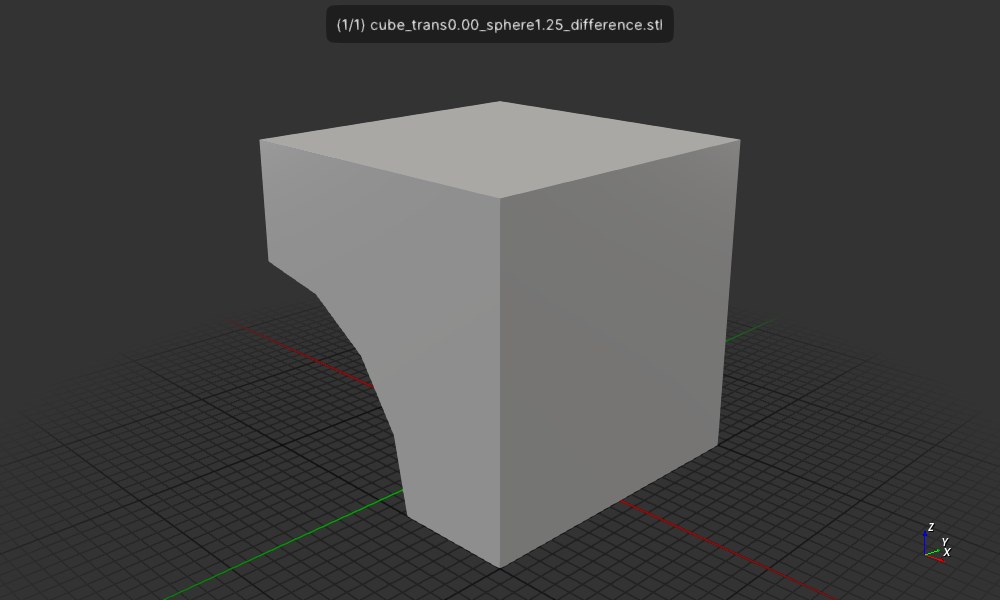 (1/1) cube_trans0.00_sphere1.25_difference.stl
Z
Y
X